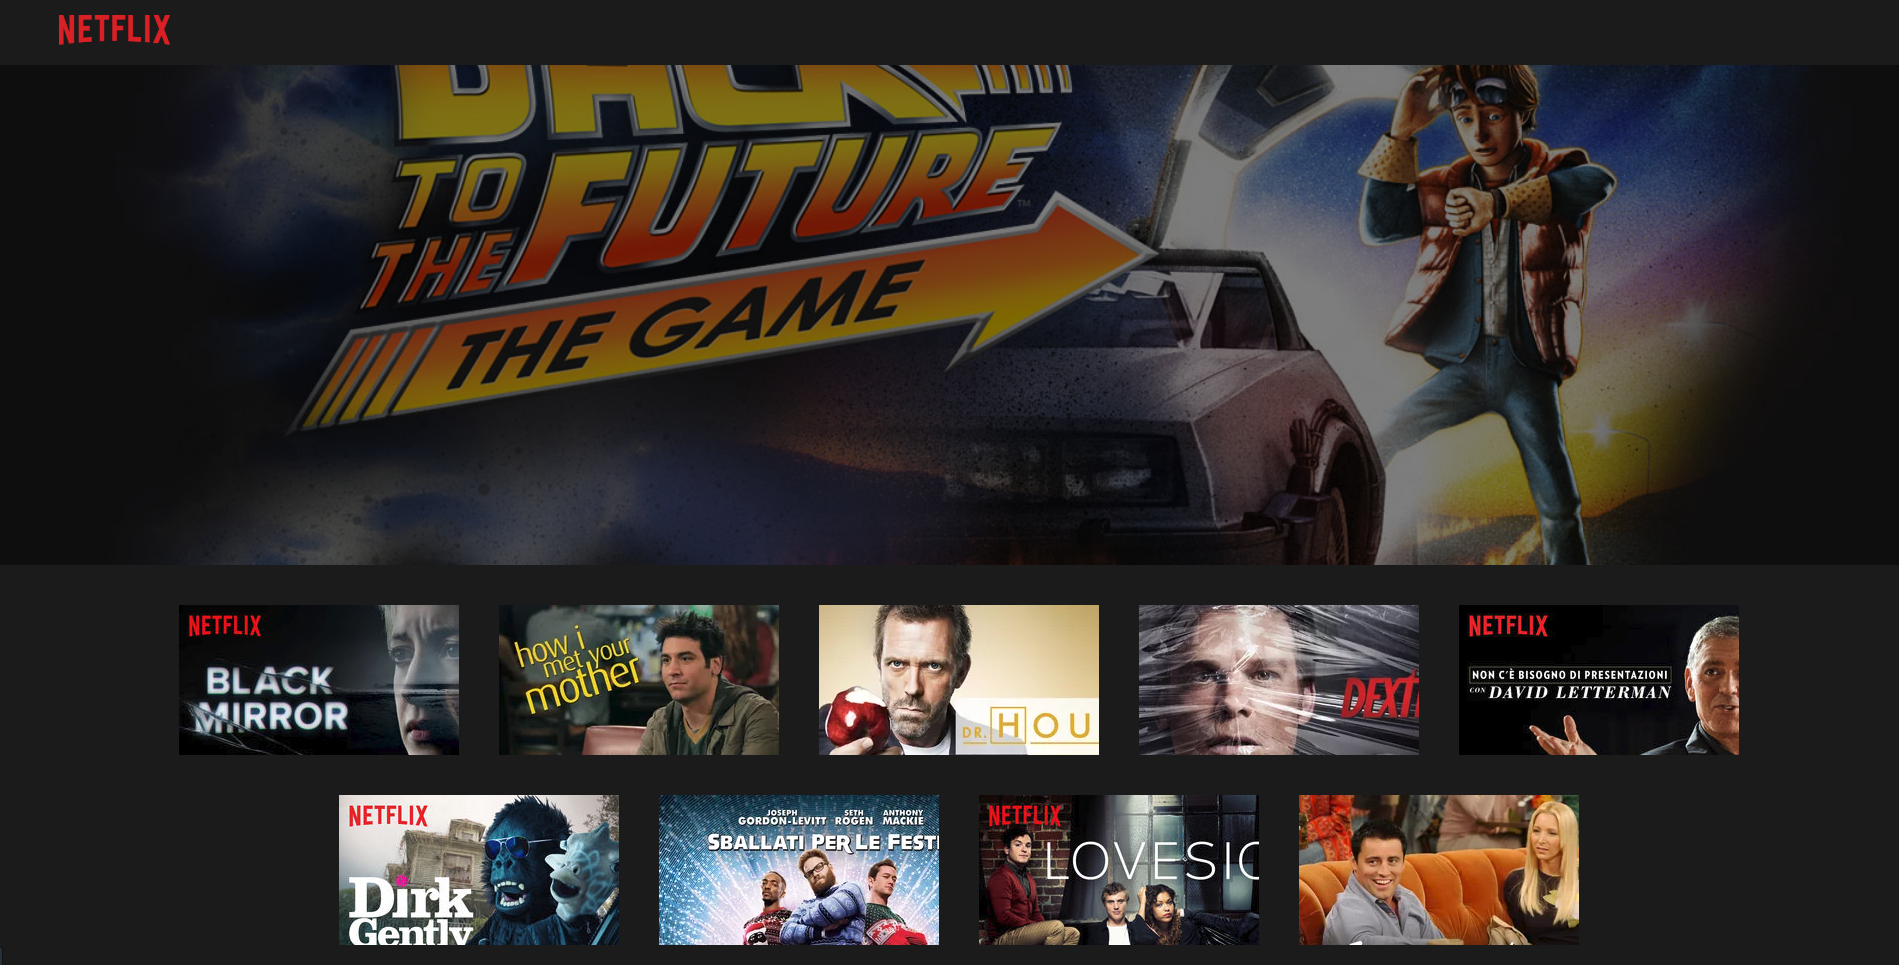 NETFLIX
BACK
TO
THE FUTURE
™
THE GAME
NETFLIX
BLACK
MIRROR
how i
met your
mother
DR. HOU
DEXT
NETFLIX
NON C'È BISOGNO DI PRESENTAZIONI
CON DAVID LETTERMAN
NETFLIX
Dirk
Gently
JOSEPH GORDON-LEVITT
SETH ROGEN
ANTHONY MACKIE
SBALLATI PER LE FEST
NETFLIX
LOVESIC